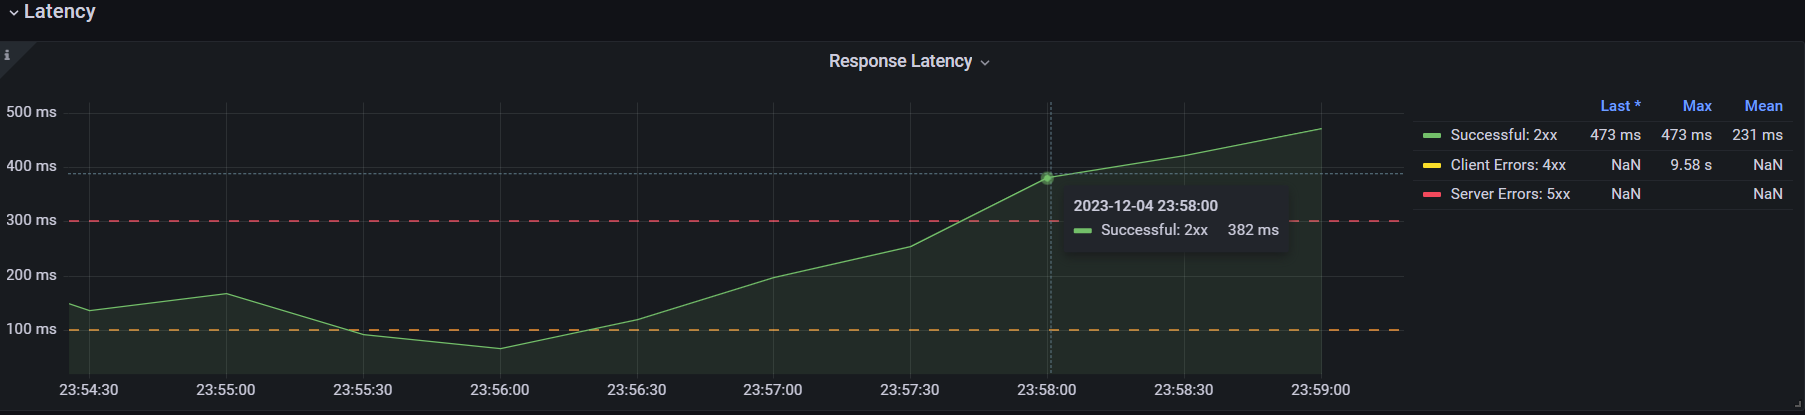 Latency
i
Response Latency
500 ms
400 ms
300 ms
200 ms
100 ms
23:54:30 23:55:00 23:55:30 23:56:00 23:56:30 23:57:00 23:57:30 23:58:00 23:58:30 23:59:00
2023-12-04 23:58:00
Successful: 2xx 382 ms
Last * Max Mean
Successful: 2xx 473 ms 473 ms 231 ms
Client Errors: 4xx NaN 9.58 s NaN
Server Errors: 5xx NaN NaN